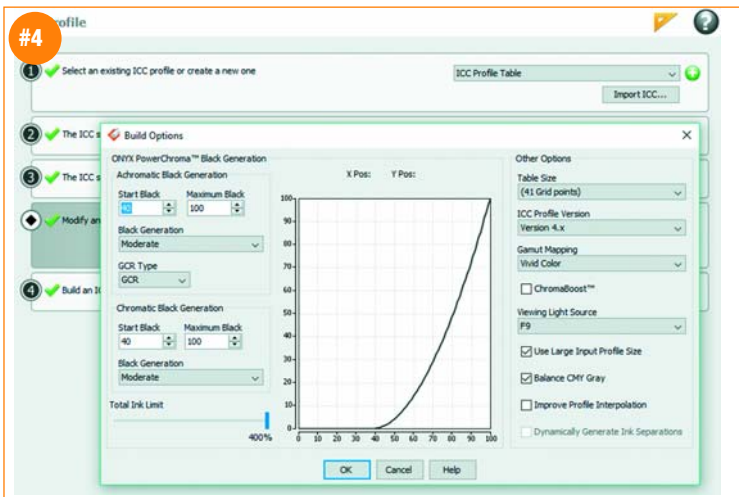 #4
ofile
1
Select an existing ICC profile or create a new one
ICC Profile Table
Import ICC...
2
The ICC s
3
The ICC s
Modify an
4
Build an I
Build Options
ONYX PowerChroma™ Black Generation
Achromatic Black Generation
Start Black Maximum Black
40 100
Black Generation
Moderate
GCR Type
GCR
Chromatic Black Generation
Start Black Maximum Black
40 100
Black Generation
Moderate
Total Ink Limit
400%
X Pos: Y Pos:
100
90
80
70
60
50
40
30
20
10
0
0 10 20 30 40 50 60 70 80 90 100
Other Options
Table Size
(41 Grid points)
ICC Profile Version
Version 4.x
Gamut Mapping
Vivid Color
ChromaBoost™
Viewing Light Source
F9
Use Large Input Profile Size
Balance CMY Gray
Improve Profile Interpolation
Dynamically Generate Ink Separations
OK Cancel Help